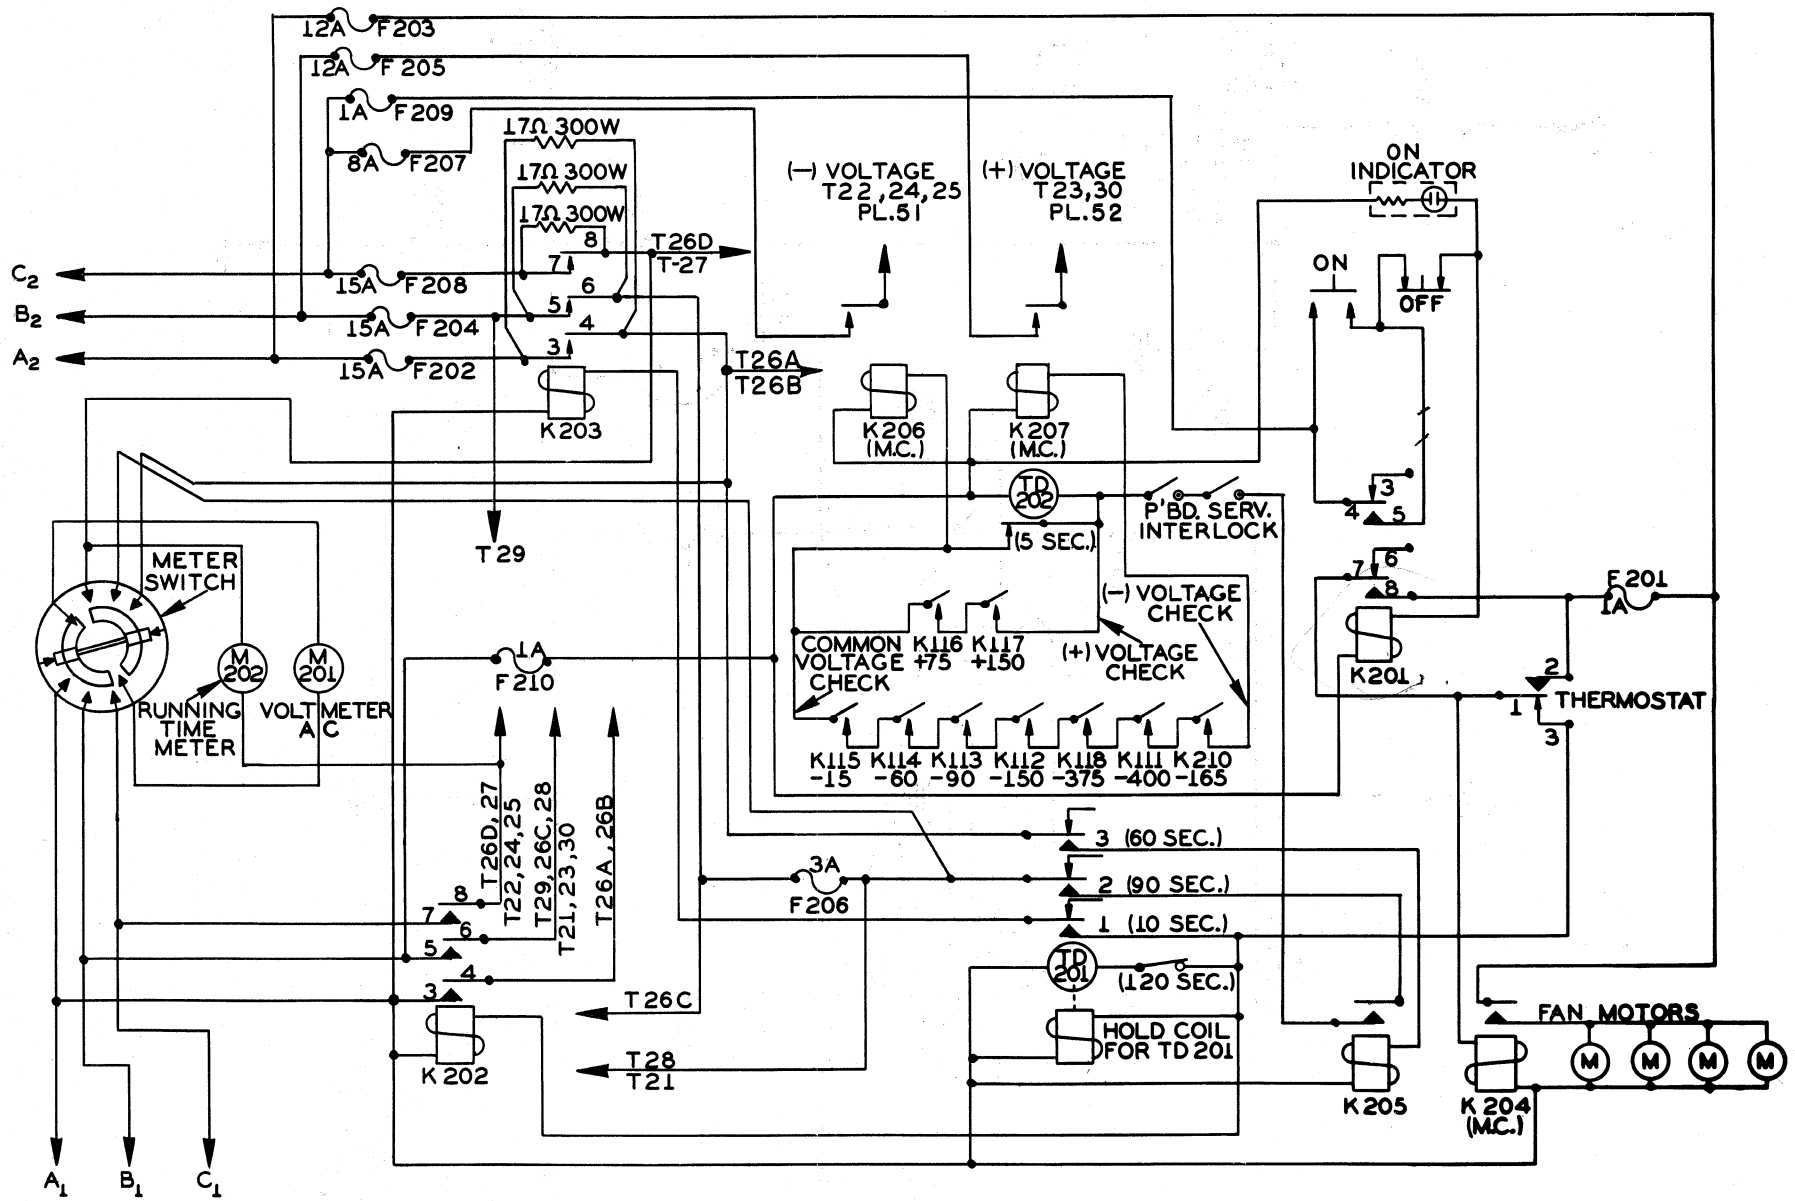 12A F203
12A F205
1A F209
8A F207
17Ω 300W
17Ω 300W
17Ω 300W
8
7
6
5
4
3
T26D
T-27
C2
15A F208
B2
15A F204
A2
15A F202
K203
T26A
T26B
(-) VOLTAGE
T22,24,25
PL.51
(+) VOLTAGE
T23,30
PL.52
K206
(M.C.)
K207
(M.C.)
ON
INDICATOR
ON
OFF
3
4
5
6
7
8
K201
F201
1A
2
THERMOSTAT
1
3
TD
202
(5 SEC.)
P'BD. SERV.
INTERLOCK
T29
METER
SWITCH
M
202
M
201
RUNNING
TIME
METER
VOLTMETER
A C
1A
F210
COMMON
VOLTAGE
CHECK
K116
+75
K117
+150
(-) VOLTAGE
CHECK
(+) VOLTAGE
CHECK
K115
-15
K114
-60
K113
-90
K112
-150
K118
-375
K111
-400
K210
-165
T26D, 27
T22, 24, 25
T29, 26C, 28
T21, 23, 30
T26A, 26B
8
7
6
5
4
3
K202
3A
F206
3 (60 SEC.)
2 (90 SEC.)
1 (10 SEC.)
TD
201
(120 SEC.)
HOLD COIL
FOR TD 201
T26C
T28
T21
K205
K204
(M.C.)
FAN MOTORS
M M M M
A1
B1
C1